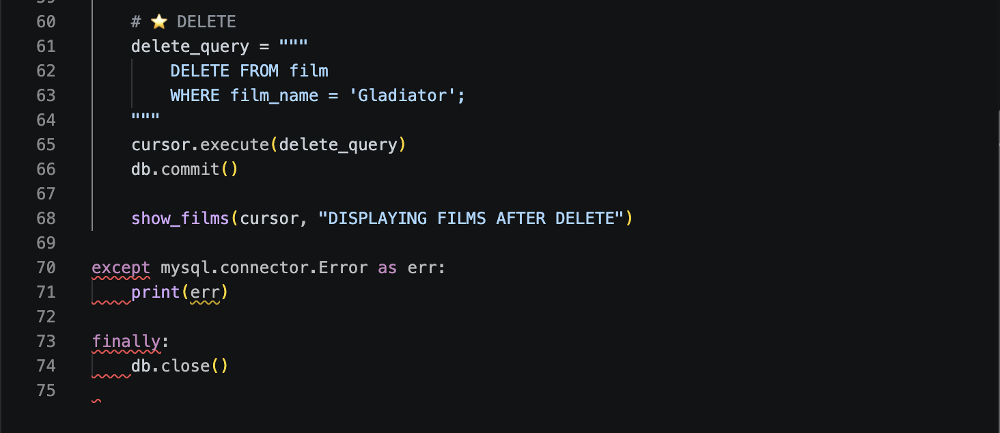 60 # ⭐ DELETE
61 delete_query = """
62 DELETE FROM film
63 WHERE film_name = 'Gladiator';
64 """
65 cursor.execute(delete_query)
66 db.commit()
67
68 show_films(cursor, "DISPLAYING FILMS AFTER DELETE")
69
70 except mysql.connector.Error as err:
71 print(err)
72
73 finally:
74 db.close()
75